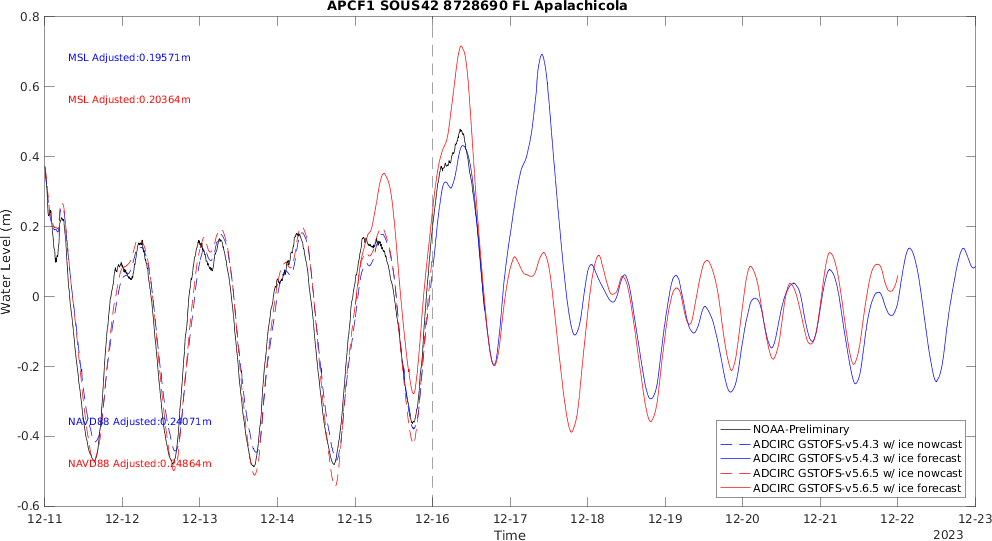 APCF1 SOUS42 8728690 FL Apalachicola
0.8
MSL Adjusted:0.19571m
0.6
MSL Adjusted:0.20364m
0.4
0.2
Water Level (m)
0
-0.2
NAVD88 Adjusted:0.24071m
-0.4
NAVD88 Adjusted:0.24864m
-0.6
NOAA-Preliminary
ADCIRC GSTOFS-v5.4.3 w/ ice nowcast
ADCIRC GSTOFS-v5.4.3 w/ ice forecast
ADCIRC GSTOFS-v5.6.5 w/ ice nowcast
ADCIRC GSTOFS-v5.6.5 w/ ice forecast
12-11 12-12 12-13 12-14 12-15 12-16 12-17 12-18 12-19 12-20 12-21 12-22 12-23
Time
2023